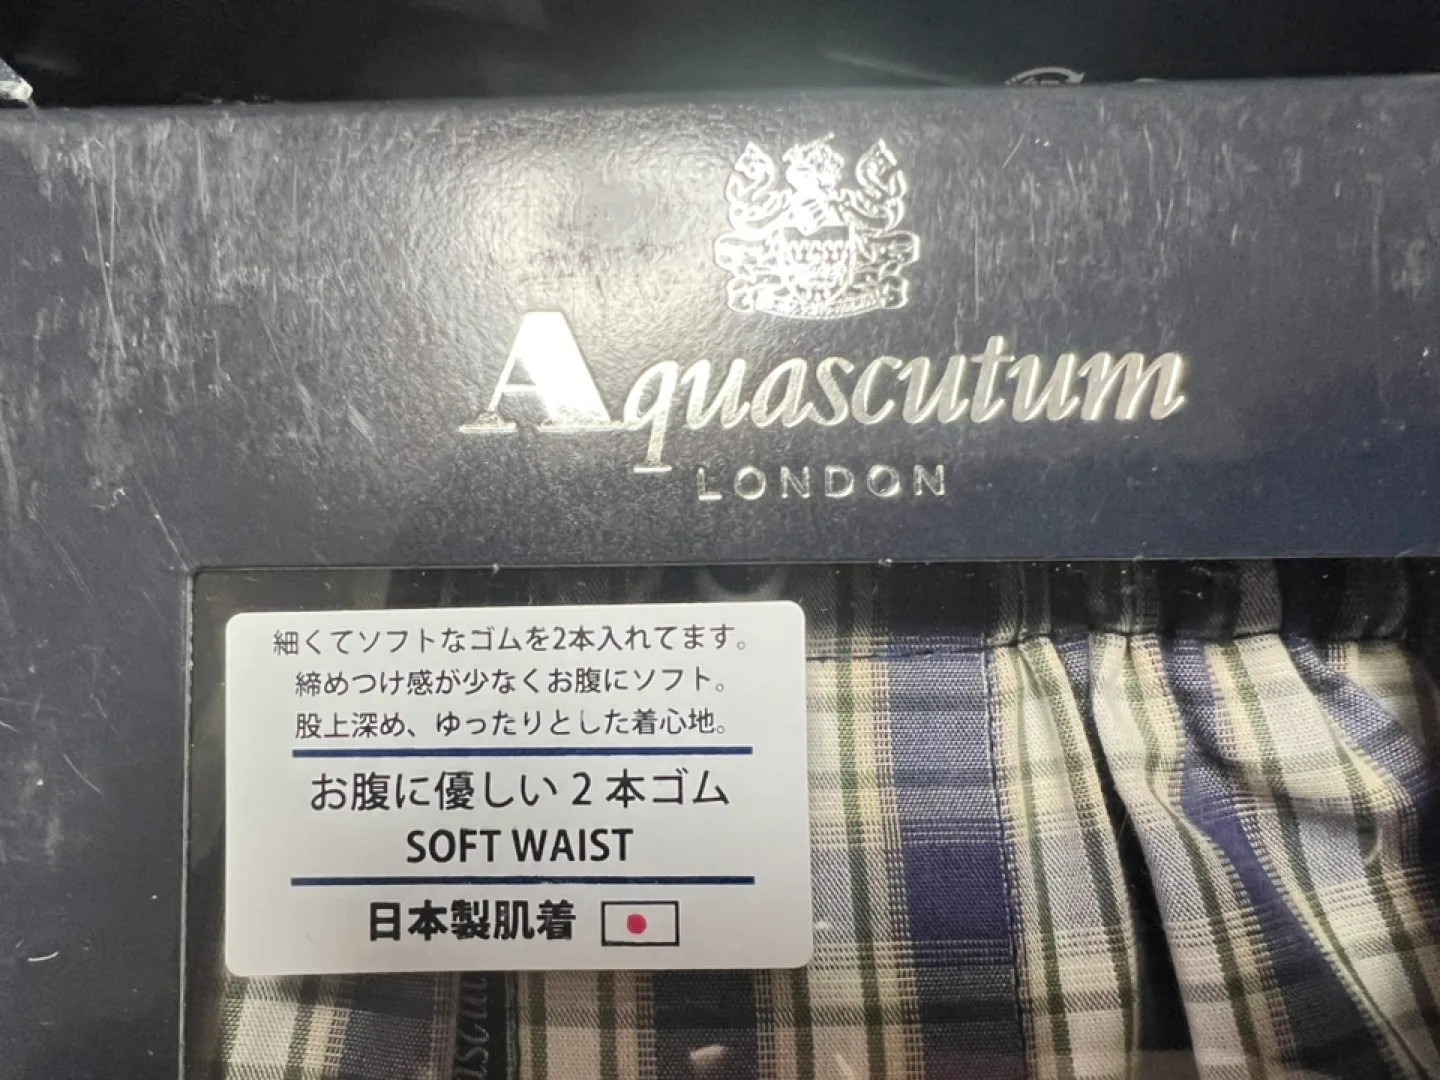 Aquascutum
LONDON
細くてソフトなゴムを2本入れてます。
締めつけ感が少なくお腹にソフト。
股上深め、ゆったりとした着心地。
お腹に優しい2本ゴム
SOFT WAIST
日本製肌着